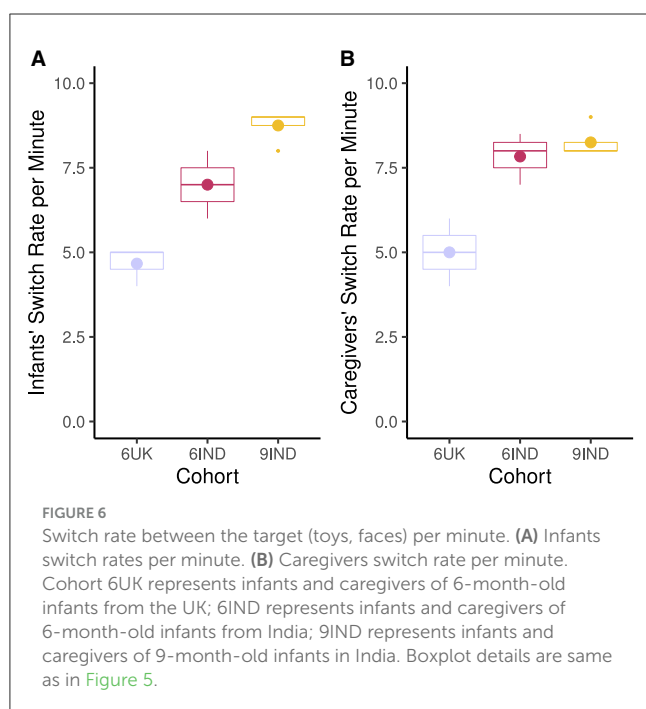 A
B
Infants' Switch Rate per Minute
10.0
7.5
5.0
2.5
0.0
6UK 6IND 9IND
Cohort
Caregivers' Switch Rate per Minute
10.0
7.5
5.0
2.5
0.0
6UK 6IND 9IND
Cohort
FIGURE 6
Switch rate between the target (toys, faces) per minute. (A) Infants
switch rates per minute. (B) Caregivers switch rate per minute.
Cohort 6UK represents infants and caregivers of 6-month-old
infants from the UK; 6IND represents infants and caregivers of
6-month-old infants from India; 9IND represents infants and
caregivers of 9-month-old infants in India. Boxplot details are same
as in Figure 5.